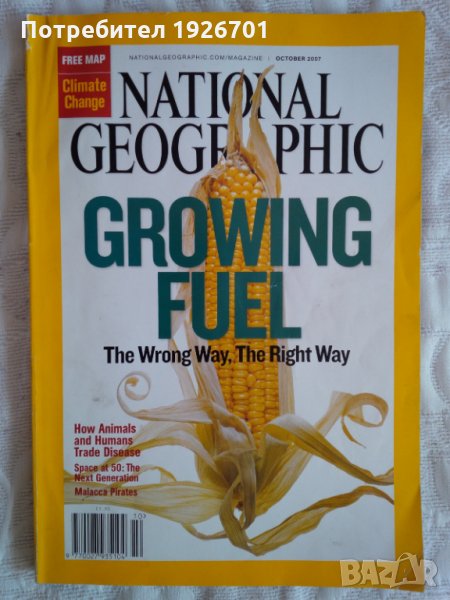 Потребител 1926701
FREE MAP
Climate
Change
NATIONALGEOGRAPHIC.COM/MAGAZINE | OCTOBER 2007
NATIONAL
GEOGRAPHIC
GROWING
FUEL
The Wrong Way, The Right Way
How Animals
and Humans
Trade Disease
Space at 50: The
Next Generation
Malacca Pirates
BAZAR